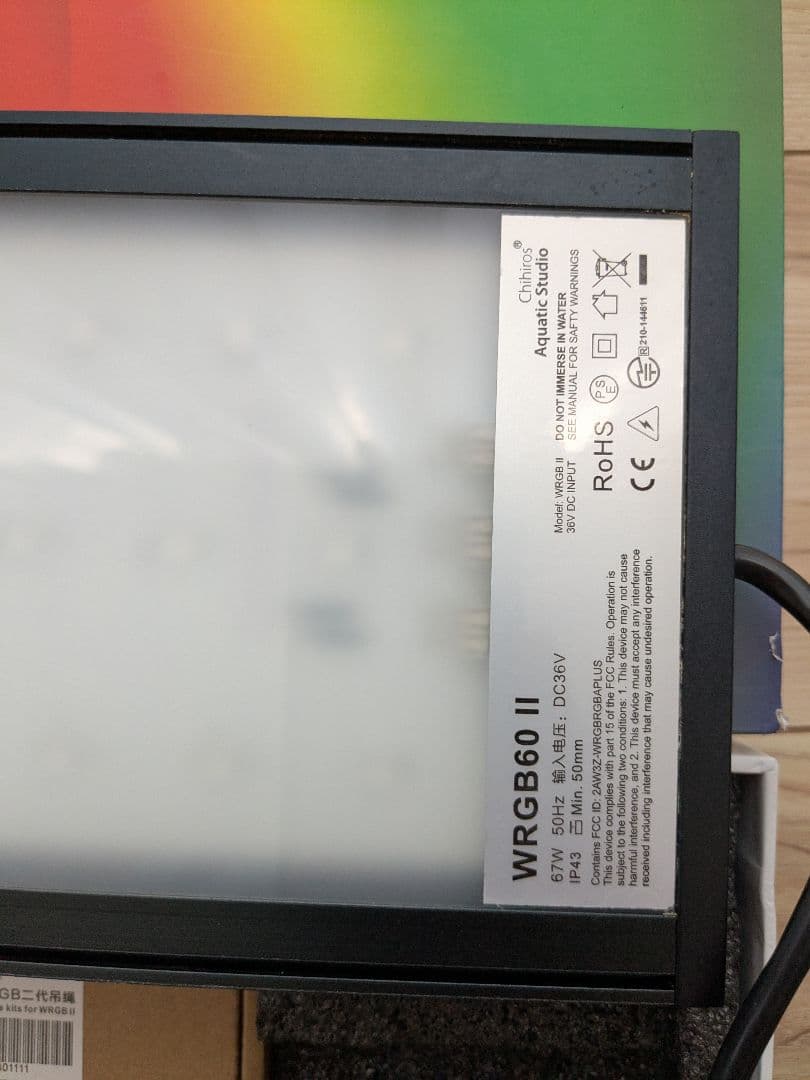 WRGB60 II
67W 50Hz 输入电压：DC36V
IP43 Min. 50mm
Contains FCC ID: 2AW3Z-WRGBRGBAPLUS
This device complies with part 15 of the FCC Rules. Operation is
subject to the following two conditions: 1. This device may not cause
harmful interference, and 2. This device must accept any interference
received including interference that may cause undesired operation.
Chihiros®
Aquatic Studio
Model: WRGB II DO NOT IMMERSE IN WATER
36V DC INPUT SEE MANUAL FOR SAFTY WARNINGS
RoHS PSE
CE R 210-144611
GB二代吊绳
kits for WRGB II
01111